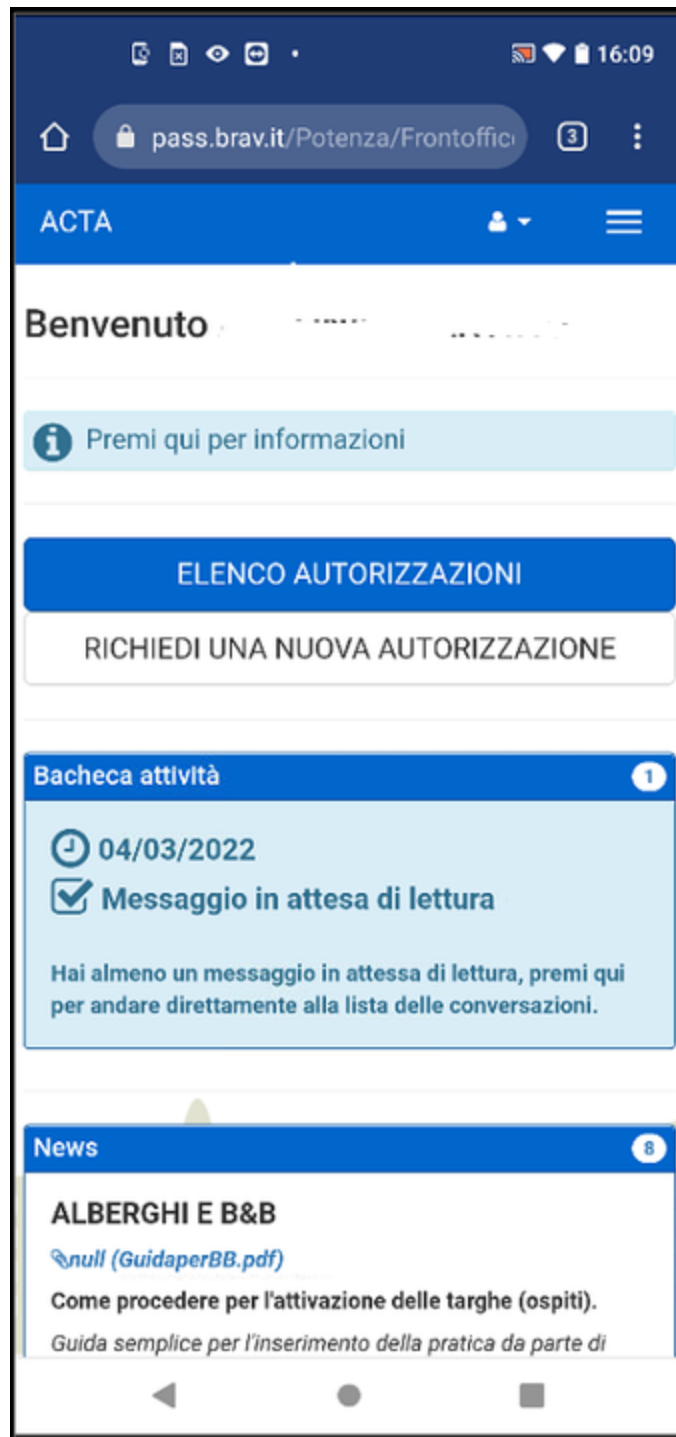 16:09
pass.brav.it/Potenza/Frontoffic
3
ACTA
Benvenuto
Premi qui per informazioni
ELENCO AUTORIZZAZIONI
RICHIEDI UNA NUOVA AUTORIZZAZIONE
Bacheca attività 1
04/03/2022
Messaggio in attesa di lettura
Hai almeno un messaggio in attessa di lettura, premi qui
per andare direttamente alla lista delle conversazioni.
News 8
ALBERGHI E B&B
null (GuidaperBB.pdf)
Come procedere per l'attivazione delle targhe (ospiti).
Guida semplice per l'inserimento della pratica da parte di